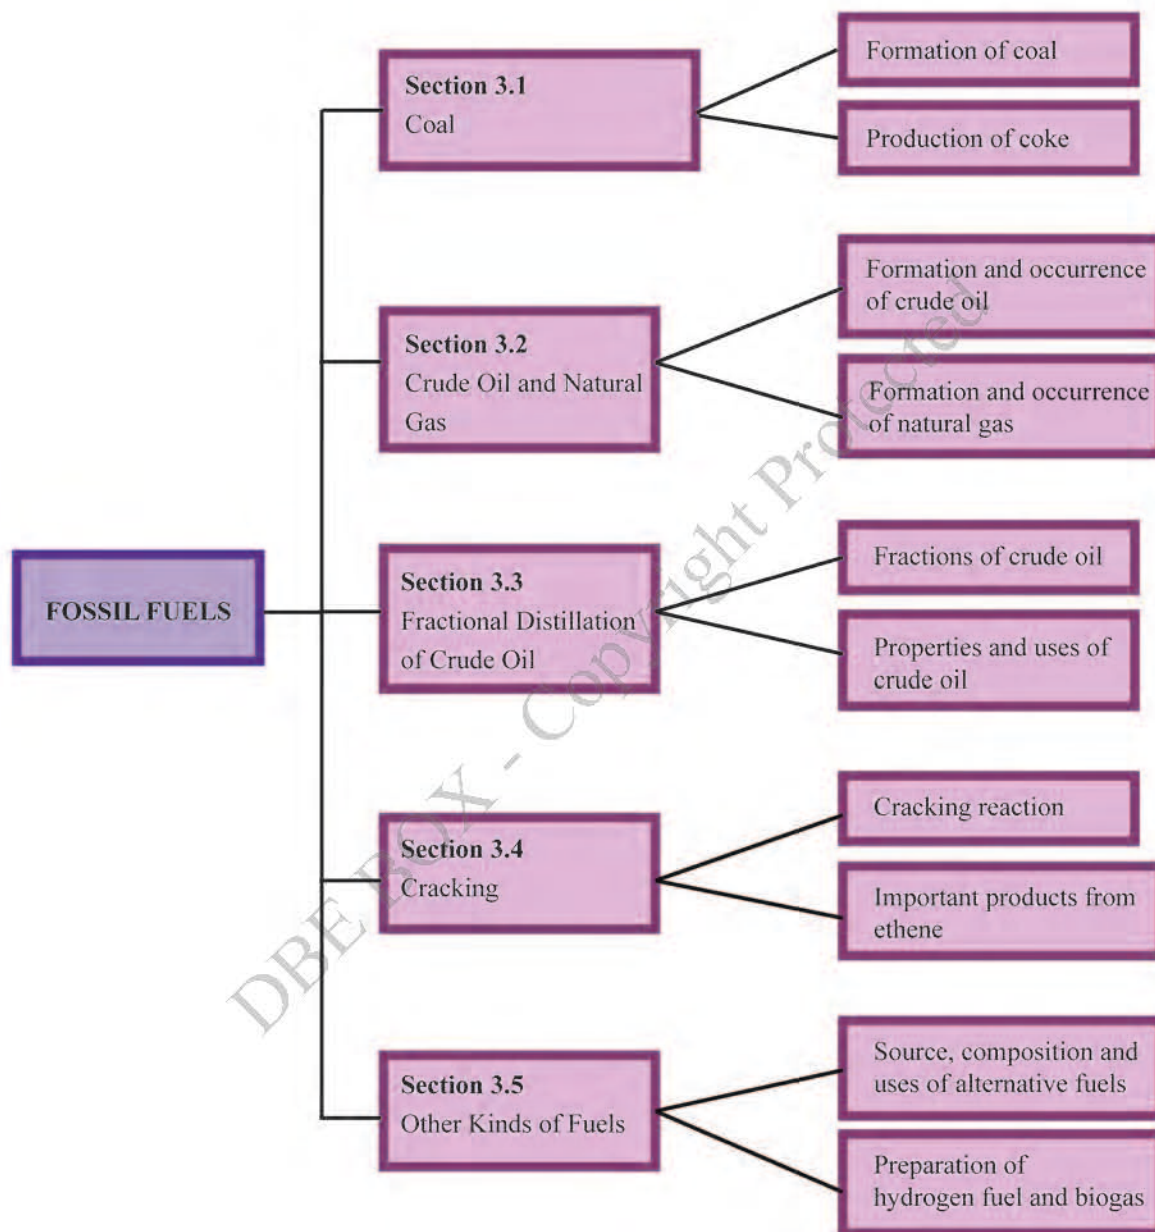 FOSSIL FUELS
Section 3.1
Coal
Formation of coal
Production of coke
Section 3.2
Crude Oil and Natural
Gas
Formation and occurrence
of crude oil
Formation and occurrence
of natural gas
Section 3.3
Fractional Distillation
of Crude Oil
Fractions of crude oil
Properties and uses of
crude oil
Section 3.4
Cracking
Cracking reaction
Important products from
ethene
Section 3.5
Other Kinds of Fuels
Source, composition and
uses of alternative fuels
Preparation of
hydrogen fuel and biogas
DBE BOX - Copyright Protected